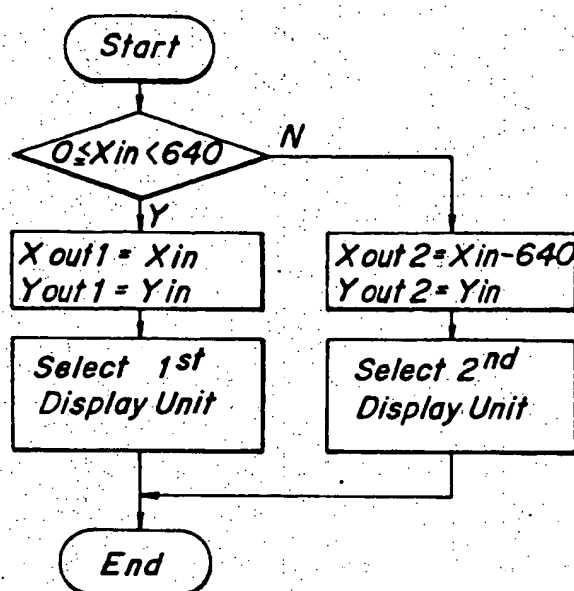 Start
0≤Xin<640
N
Y
Xout1 = Xin
Yout1 = Yin
Xout2=Xin-640
Yout2=Yin
Select 1st
Display Unit
Select 2nd
Display Unit
End